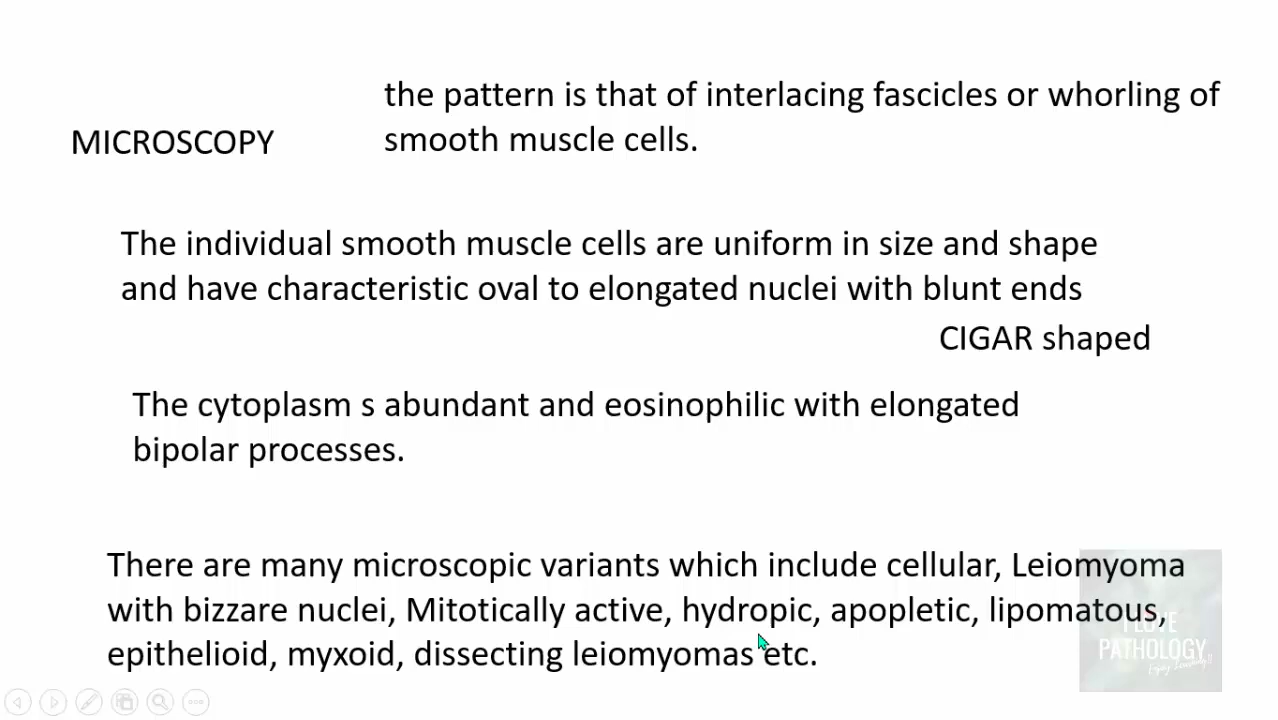 the pattern is that of interlacing fascicles or whorling of
MICROSCOPY
smooth muscle cells.
The individual smooth muscle cells are uniform in size and shape
and have characteristic oval to elongated nuclei with blunt ends
CIGAR shaped
The cytoplasm s abundant and eosinophilic with elongated
bipolar processes.
There are many microscopic variants which include cellular, Leiomyoma
with bizzare nuclei, Mitotically active, hydropic, apopletic, lipomatous,
epithelioid, myxoid, dissecting leiomyomas etc.
I LOVE
PATHOLOGY